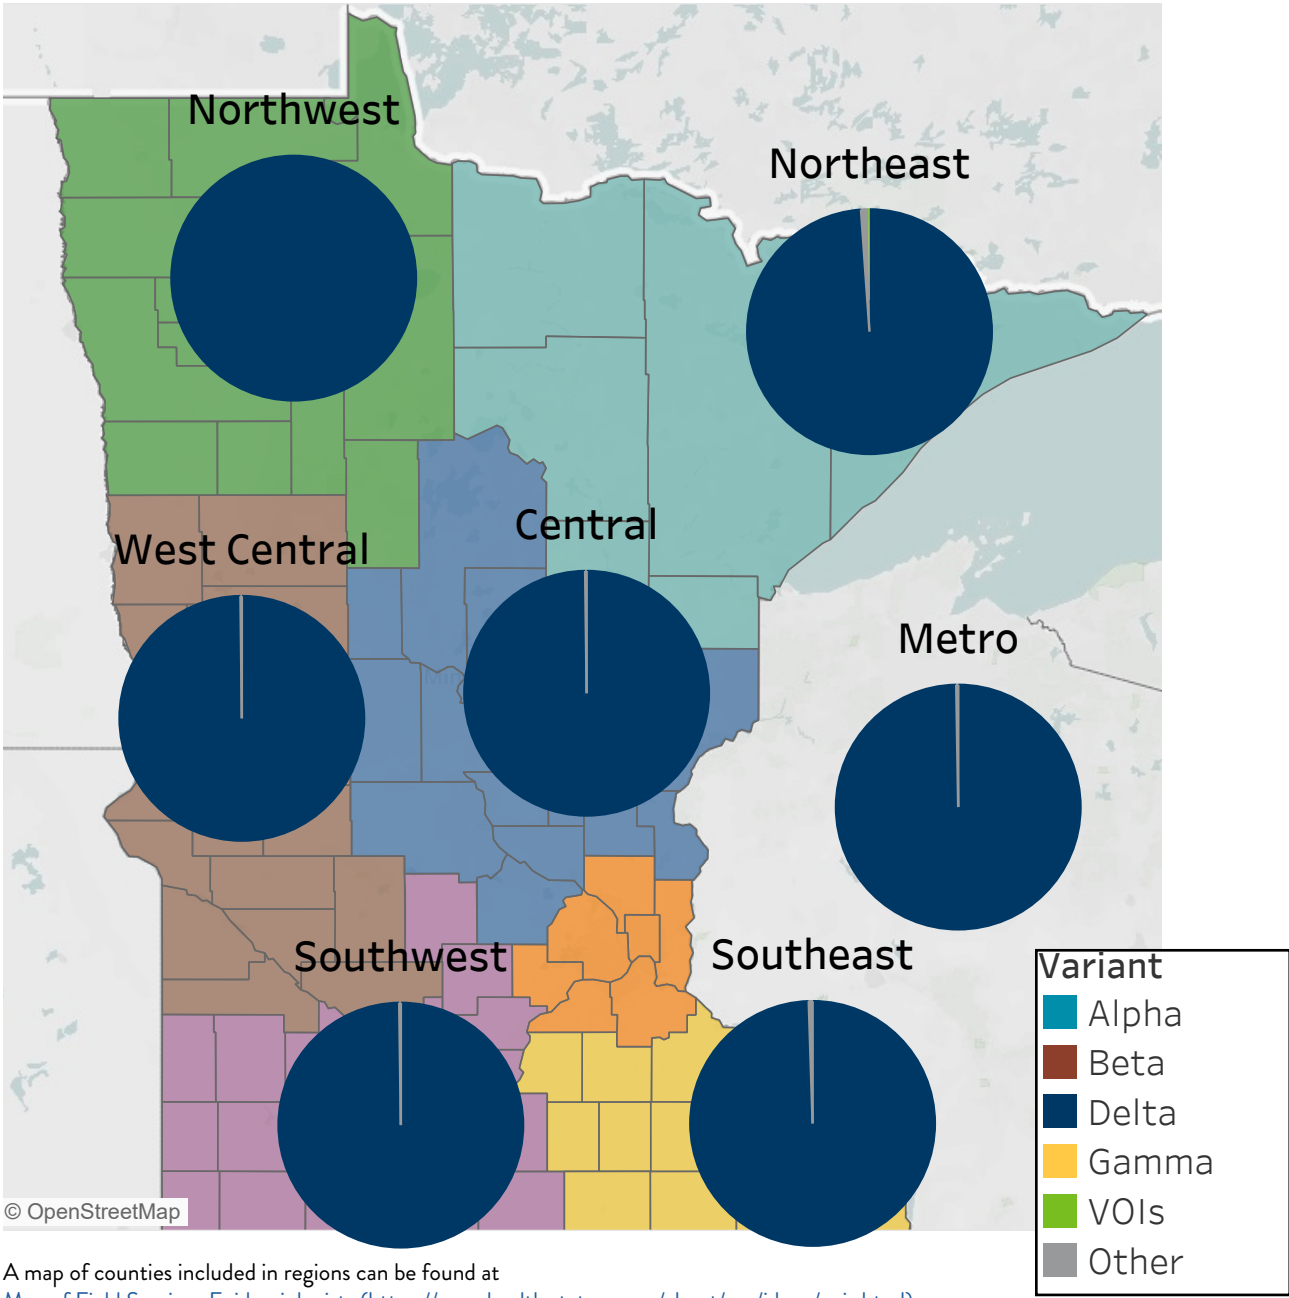 Northwest
Northeast
West Central
Central
Metro
Southwest
Southeast
Variant
Alpha
Beta
Delta
Gamma
VOIs
Other
© OpenStreetMap
A map of counties included in regions can be found at